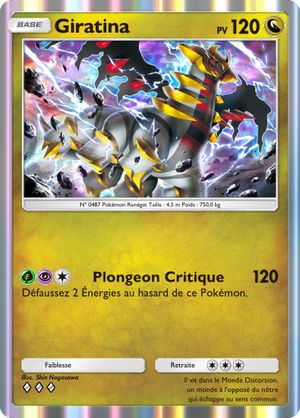 BASE Giratina PV 120
N° 0487 Pokémon Renégat Taille : 4,5 m Poids : 750,0 kg
Plongeon Critique 120
Défaussez 2 Énergies au hasard de ce Pokémon.
Faiblesse Retraite
Illus. Shin Nagasawa
Il vit dans le Monde Distorsion,
un monde à l'opposé du nôtre
qui échappe au sens commun.